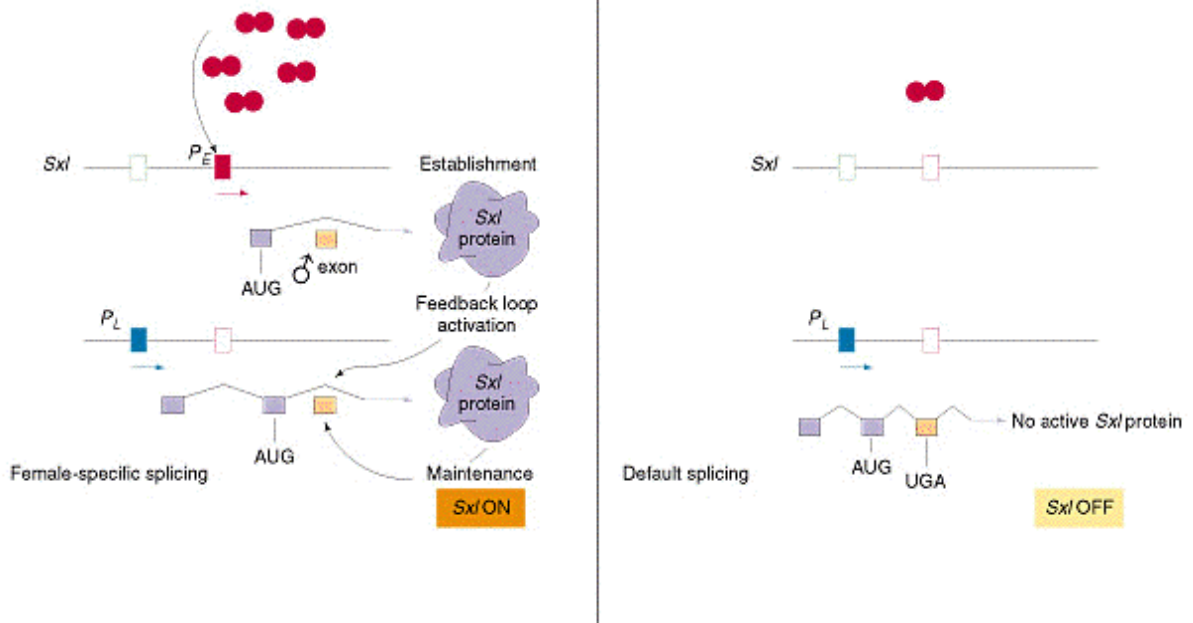 Sxl
PE
Establishment
Sxl
protein
AUG
♂ exon
Feedback loop
activation
PL
Sxl
protein
AUG
Female-specific splicing
Maintenance
Sxl ON
Sxl
PL
No active Sxl protein
AUG
UGA
Default splicing
Sxl OFF